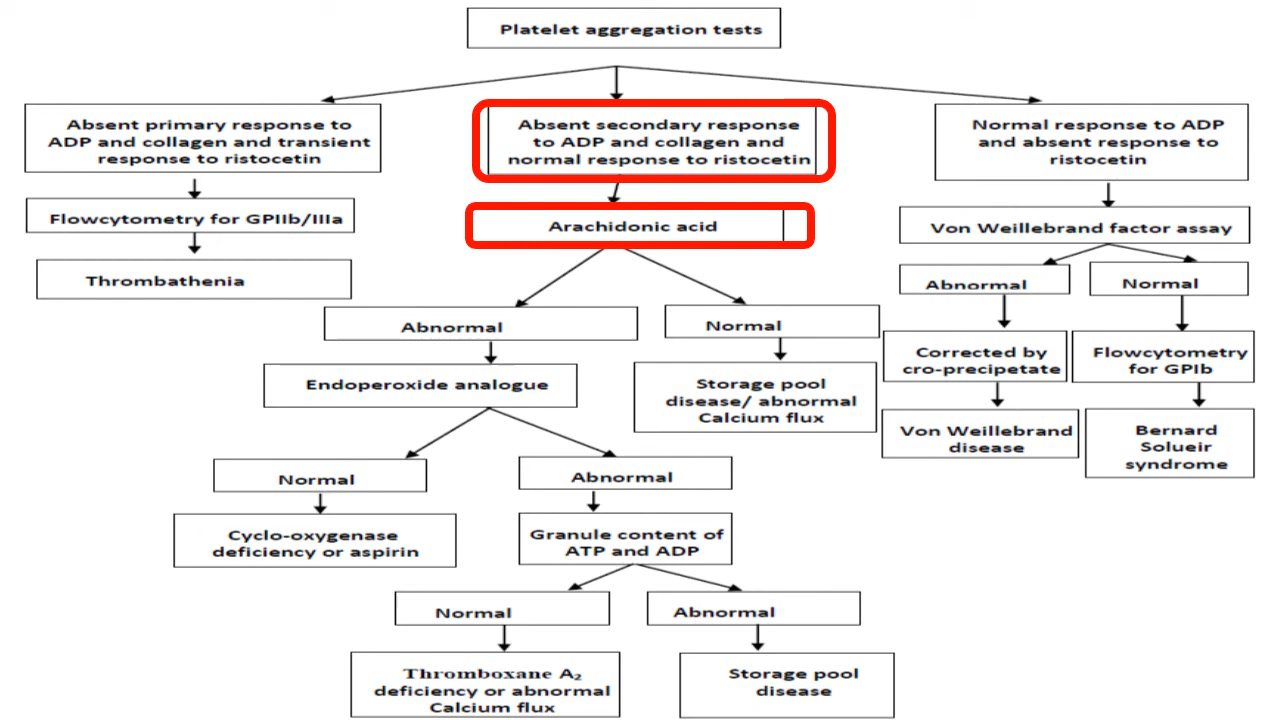 Platelet aggregation tests
Absent primary response to
ADP and collagen and transient
response to ristocetin
Absent secondary response
to ADP and collagen and
normal response to ristocetin
Normal response to ADP
and absent response to
ristocetin
Flowcytometry for GPIIb/IIIa
Arachidonic acid
Von Weillebrand factor assay
Thrombathenia
Abnormal
Normal
Abnormal
Normal
Corrected by
cro-precipetate
Flowcytometry
for GPIb
Endoperoxide analogue
Storage pool
disease/ abnormal
Calcium flux
Von Weillebrand
disease
Bernard
Solueir
syndrome
Normal
Abnormal
Cyclo-oxygenase
deficiency or aspirin
Granule content of
ATP and ADP
Normal
Abnormal
Thromboxane A₂
deficiency or abnormal
Calcium flux
Storage pool
disease